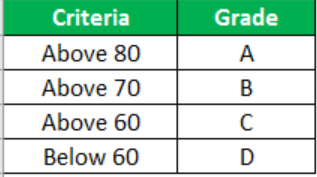 Criteria Grade
Above 80 A
Above 70 B
Above 60 C
Below 60 D